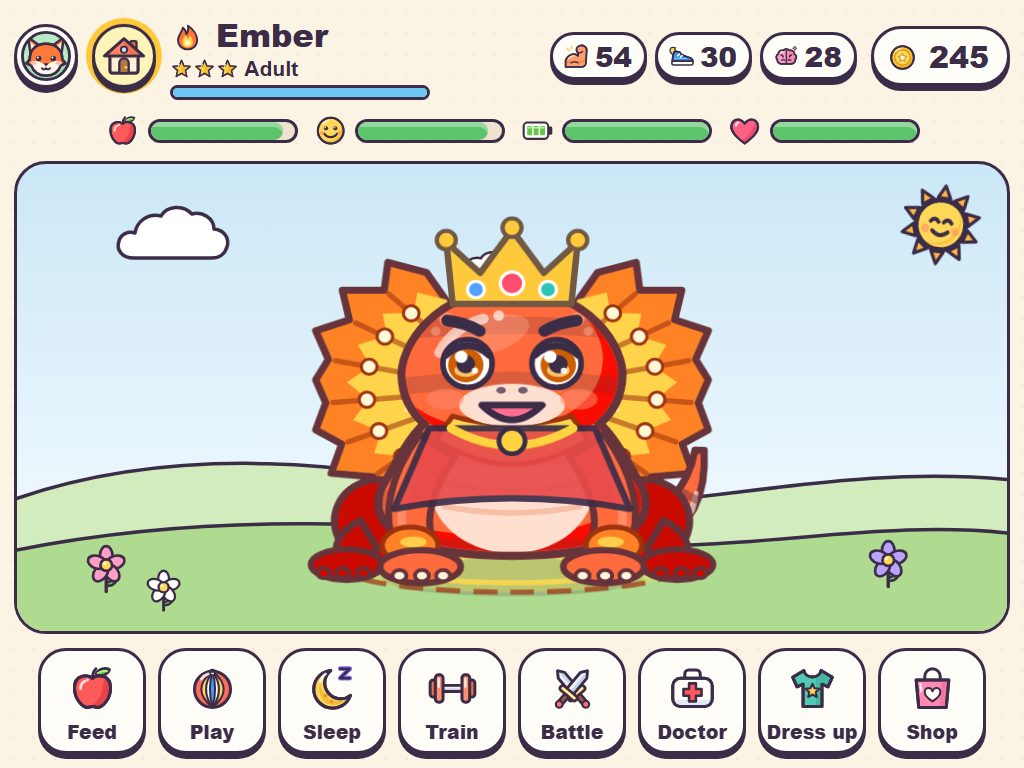 Ember
Adult
54
30
28
245
Z
Feed
Play
Sleep
Train
Battle
Doctor
Dress up
Shop